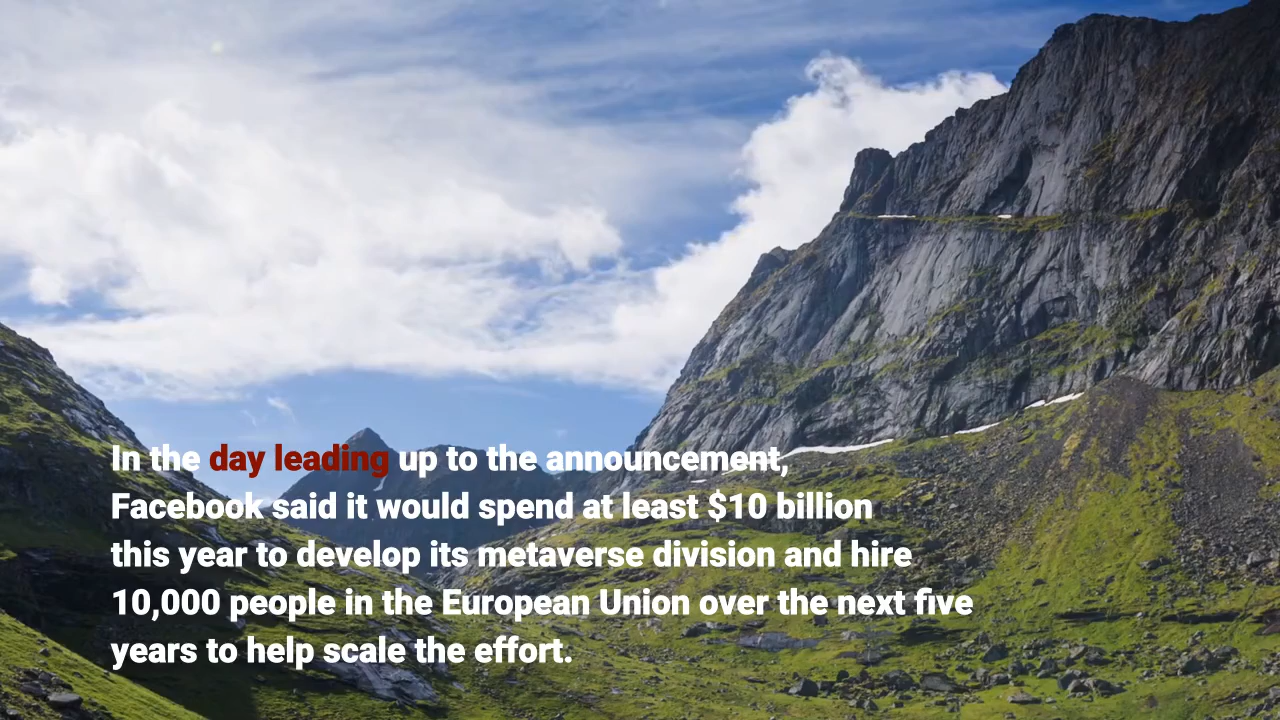 In the day leading up to the announcement,
Facebook said it would spend at least $10 billion
this year to develop its metaverse division and hire
10,000 people in the European Union over the next five
years to help scale the effort.